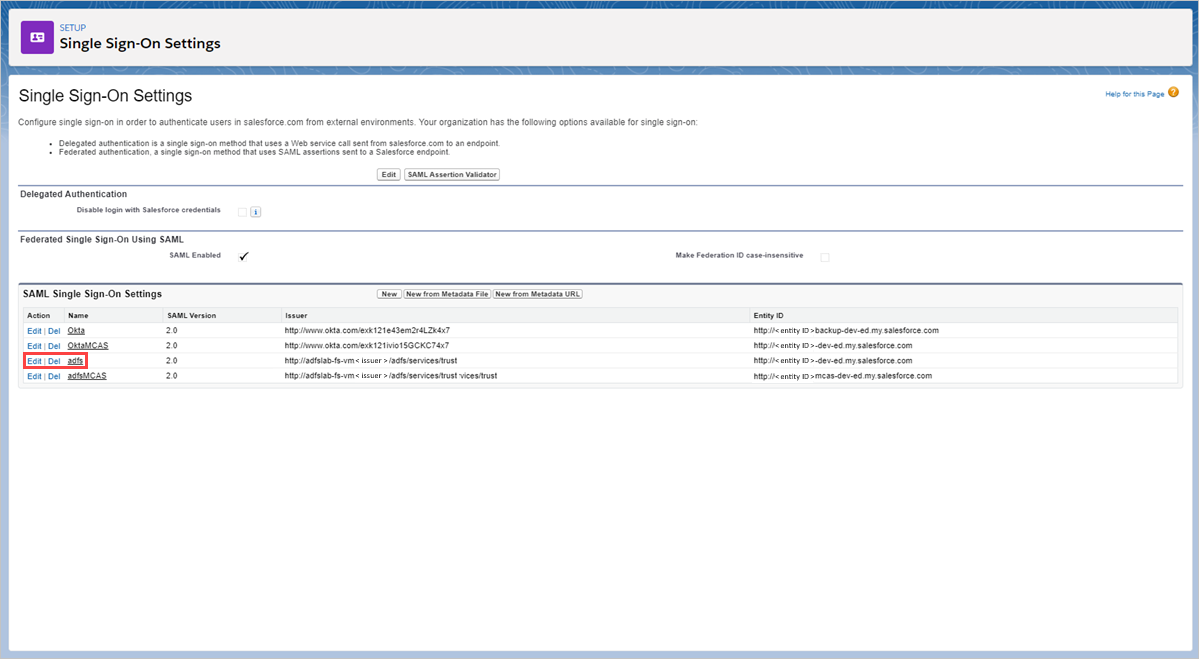 SETUP
Single Sign-On Settings
Single Sign-On Settings
Help for this Page ?
Configure single sign-on in order to authenticate users in salesforce.com from external environments. Your organization has the following options available for single sign-on:
• Delegated authentication is a single sign-on method that uses a Web service call sent from salesforce.com to an endpoint.
• Federated authentication, a single sign-on method that uses SAML assertions sent to a Salesforce endpoint.
Edit SAML Assertion Validator
Delegated Authentication
Disable login with Salesforce credentials i
Federated Single Sign-On Using SAML
SAML Enabled ✓ Make Federation ID case-insensitive
SAML Single Sign-On Settings New New from Metadata File New from Metadata URL
Action Name SAML Version Issuer Entity ID
Edit | Del Okta 2.0 http://www.okta.com/exk121e43em2r4LZk4x7 http://<entity ID>backup-dev-ed.my.salesforce.com
Edit | Del OktaMCAS 2.0 http://www.okta.com/exk121ivio15GCKC74x7 http://<entity ID>-dev-ed.my.salesforce.com
Edit | Del adfs 2.0 http://adfslab-fs-vm<issuer>/adfs/services/trust http://<entity ID>-dev-ed.my.salesforce.com
Edit | Del adfsMCAS 2.0 http://adfslab-fs-vm<issuer>/adfs/services/trust vices/trust http://<entity ID>mcas-dev-ed.my.salesforce.com